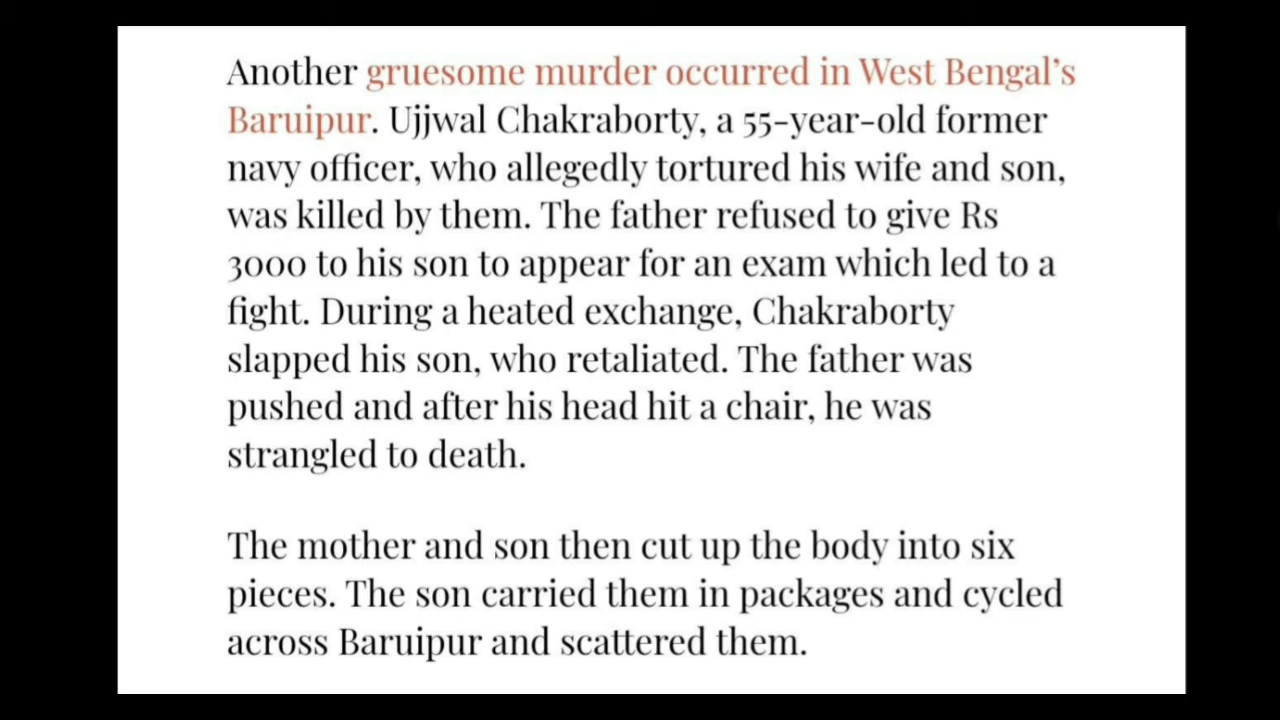 Another gruesome murder occurred in West Bengal’s
Baruipur. Ujjwal Chakraborty, a 55-year-old former
navy officer, who allegedly tortured his wife and son,
was killed by them. The father refused to give Rs
3000 to his son to appear for an exam which led to a
fight. During a heated exchange, Chakraborty
slapped his son, who retaliated. The father was
pushed and after his head hit a chair, he was
strangled to death.
The mother and son then cut up the body into six
pieces. The son carried them in packages and cycled
across Baruipur and scattered them.